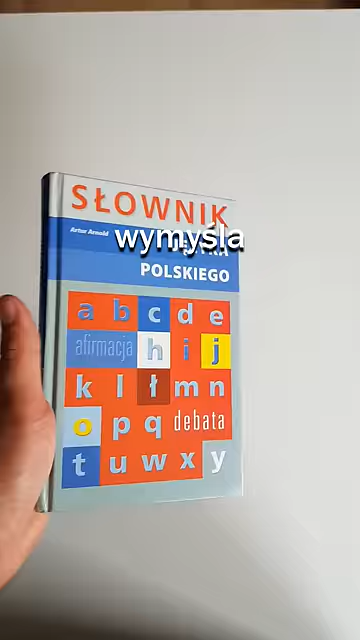 SŁOWNIK
Artur Arnold
wymyśla
POLSKIEGO
a b c d e
afirmacja h i j
k l ł m n
o p q debata
t u w x y